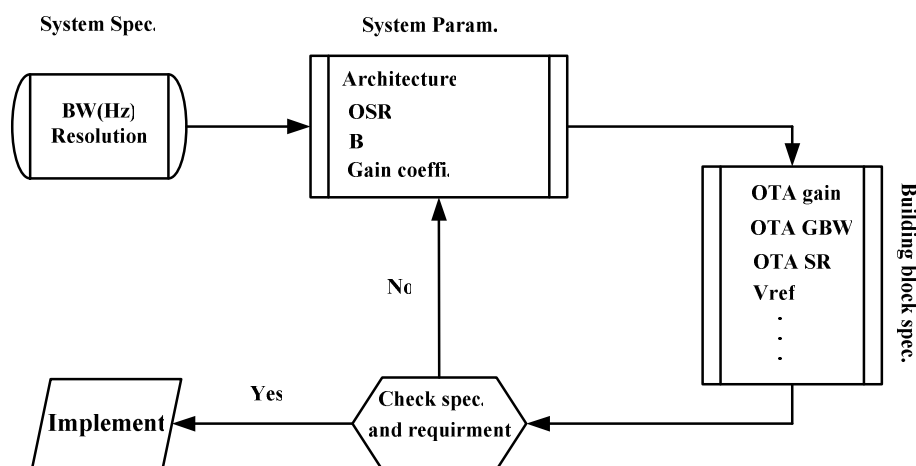 System Spec.
System Param.
BW(Hz)
Resolution
Architecture
OSR
B
Gain coeffi.
OTA gain
OTA GBW
OTA SR
Vref
.
.
.
Building block spec.
No
Yes
Check spec.
and requirment
Implement